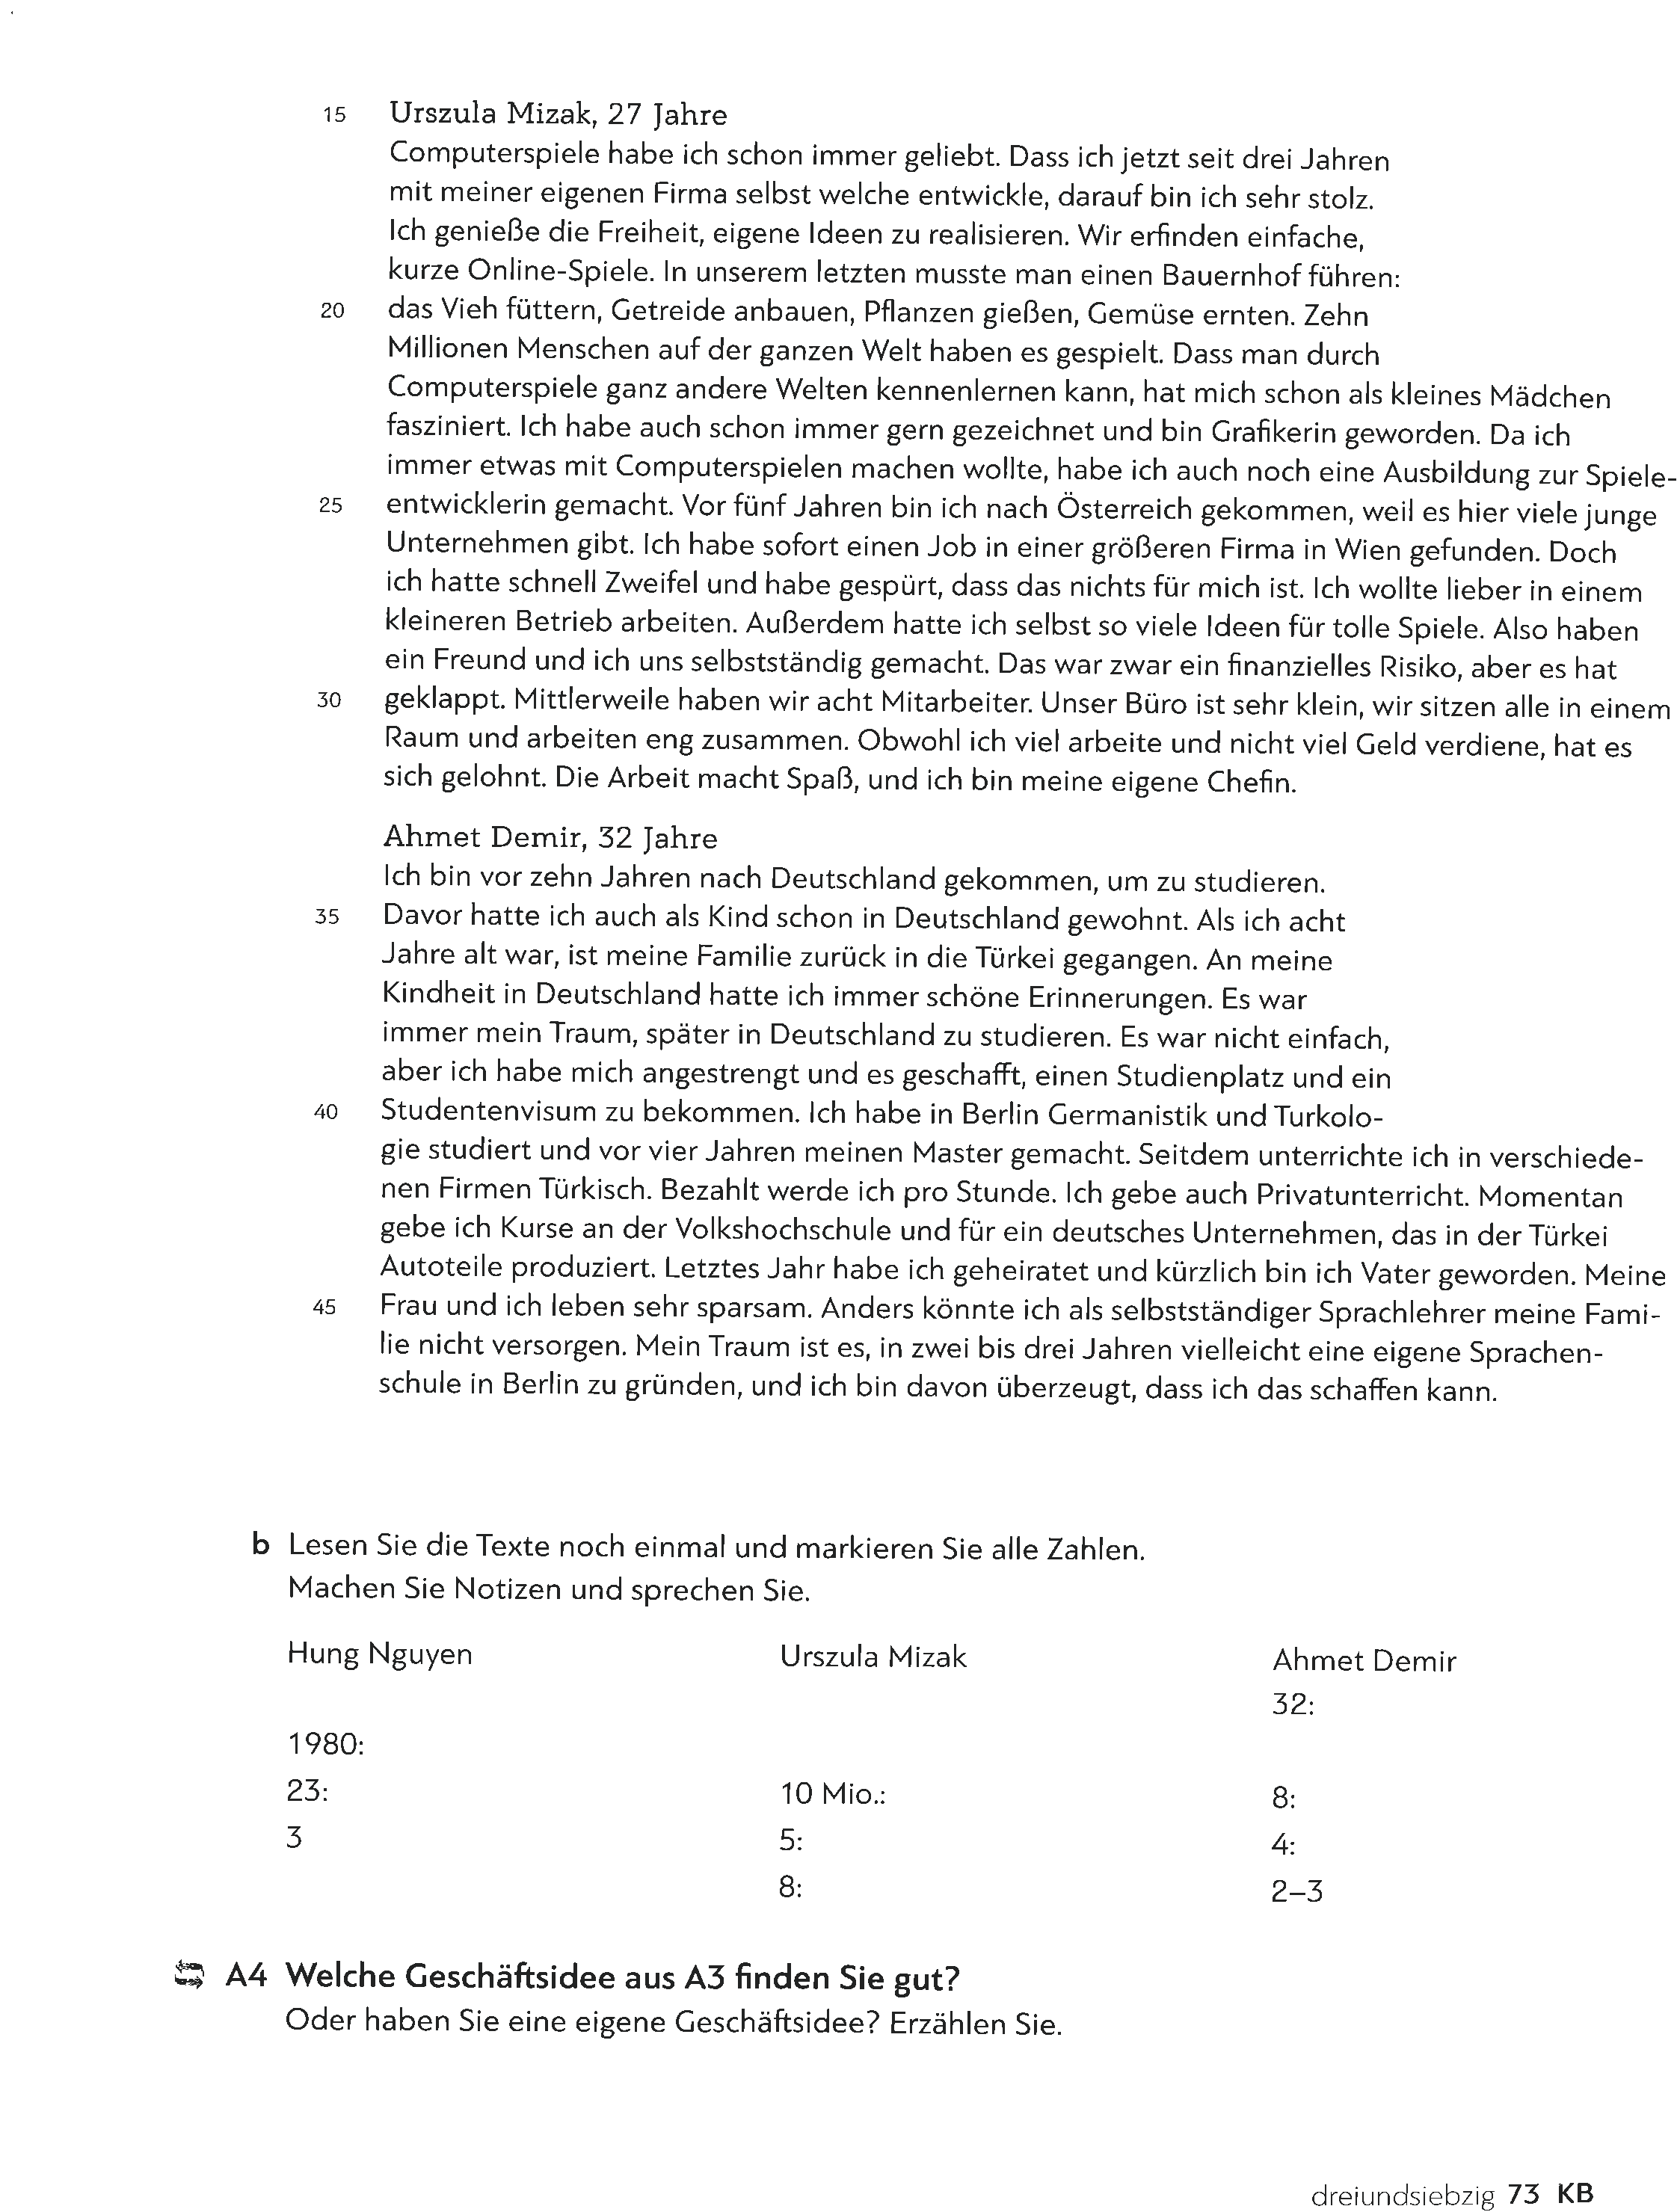 15 Urszula Mizak, 27 Jahre
Computerspiele habe ich schon immer geliebt. Dass ich jetzt seit drei Jahren
mit meiner eigenen Firma selbst welche entwickle, darauf bin ich sehr stolz.
Ich genieße die Freiheit, eigene Ideen zu realisieren. Wir erfinden einfache,
kurze Online-Spiele. In unserem letzten musste man einen Bauernhof führen:
20 das Vieh füttern, Getreide anbauen, Pflanzen gießen, Gemüse ernten. Zehn
Millionen Menschen auf der ganzen Welt haben es gespielt. Dass man durch
Computerspiele ganz andere Welten kennenlernen kann, hat mich schon als kleines Mädchen
fasziniert. Ich habe auch schon immer gern gezeichnet und bin Grafikerin geworden. Da ich
immer etwas mit Computerspielen machen wollte, habe ich auch noch eine Ausbildung zur Spiele-
25 entwicklerin gemacht. Vor fünf Jahren bin ich nach Österreich gekommen, weil es hier viele junge
Unternehmen gibt. Ich habe sofort einen Job in einer größeren Firma in Wien gefunden. Doch
ich hatte schnell Zweifel und habe gespürt, dass das nichts für mich ist. Ich wollte lieber in einem
kleineren Betrieb arbeiten. Außerdem hatte ich selbst so viele Ideen für tolle Spiele. Also haben
ein Freund und ich uns selbstständig gemacht. Das war zwar ein finanzielles Risiko, aber es hat
30 geklappt. Mittlerweile haben wir acht Mitarbeiter. Unser Büro ist sehr klein, wir sitzen alle in einem
Raum und arbeiten eng zusammen. Obwohl ich viel arbeite und nicht viel Geld verdiene, hat es
sich gelohnt. Die Arbeit macht Spaß, und ich bin meine eigene Chefin.
Ahmet Demir, 32 Jahre
Ich bin vor zehn Jahren nach Deutschland gekommen, um zu studieren.
35 Davor hatte ich auch als Kind schon in Deutschland gewohnt. Als ich acht
Jahre alt war, ist meine Familie zurück in die Türkei gegangen. An meine
Kindheit in Deutschland hatte ich immer schöne Erinnerungen. Es war
immer mein Traum, später in Deutschland zu studieren. Es war nicht einfach,
aber ich habe mich angestrengt und es geschafft, einen Studienplatz und ein
40 Studentenvisum zu bekommen. Ich habe in Berlin Germanistik und Turkolo-
gie studiert und vor vier Jahren meinen Master gemacht. Seitdem unterrichte ich in verschiede-
nen Firmen Türkisch. Bezahlt werde ich pro Stunde. Ich gebe auch Privatunterricht. Momentan
gebe ich Kurse an der Volkshochschule und für ein deutsches Unternehmen, das in der Türkei
Autoteile produziert. Letztes Jahr habe ich geheiratet und kürzlich bin ich Vater geworden. Meine
45 Frau und ich leben sehr sparsam. Anders könnte ich als selbstständiger Sprachlehrer meine Fami-
lie nicht versorgen. Mein Traum ist es, in zwei bis drei Jahren vielleicht eine eigene Sprachen-
schule in Berlin zu gründen, und ich bin davon überzeugt, dass ich das schaffen kann.
b Lesen Sie die Texte noch einmal und markieren Sie alle Zahlen.
Machen Sie Notizen und sprechen Sie.
Hung Nguyen Urszula Mizak Ahmet Demir
32:
1980:
23: 10 Mio.: 8:
3 5: 4:
8: 2–3
A4 Welche Geschäftsidee aus A3 finden Sie gut?
Oder haben Sie eine eigene Geschäftsidee? Erzählen Sie.
dreiundsiebzig 73 KB